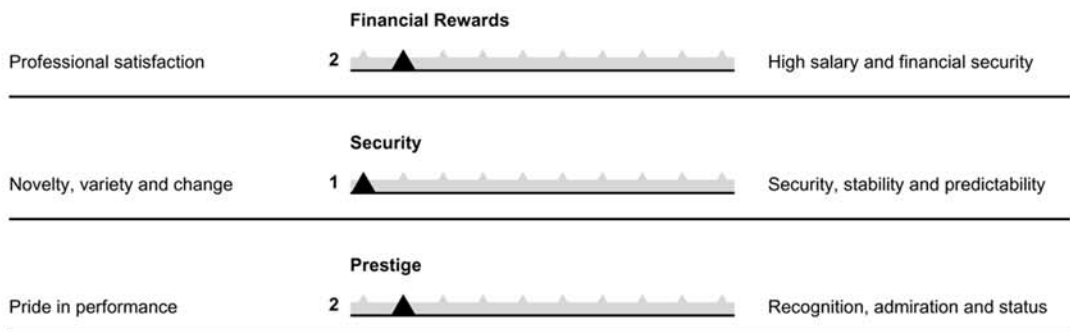 Financial Rewards
Professional satisfaction 2 High salary and financial security
Security
Novelty, variety and change 1 Security, stability and predictability
Prestige
Pride in performance 2 Recognition, admiration and status